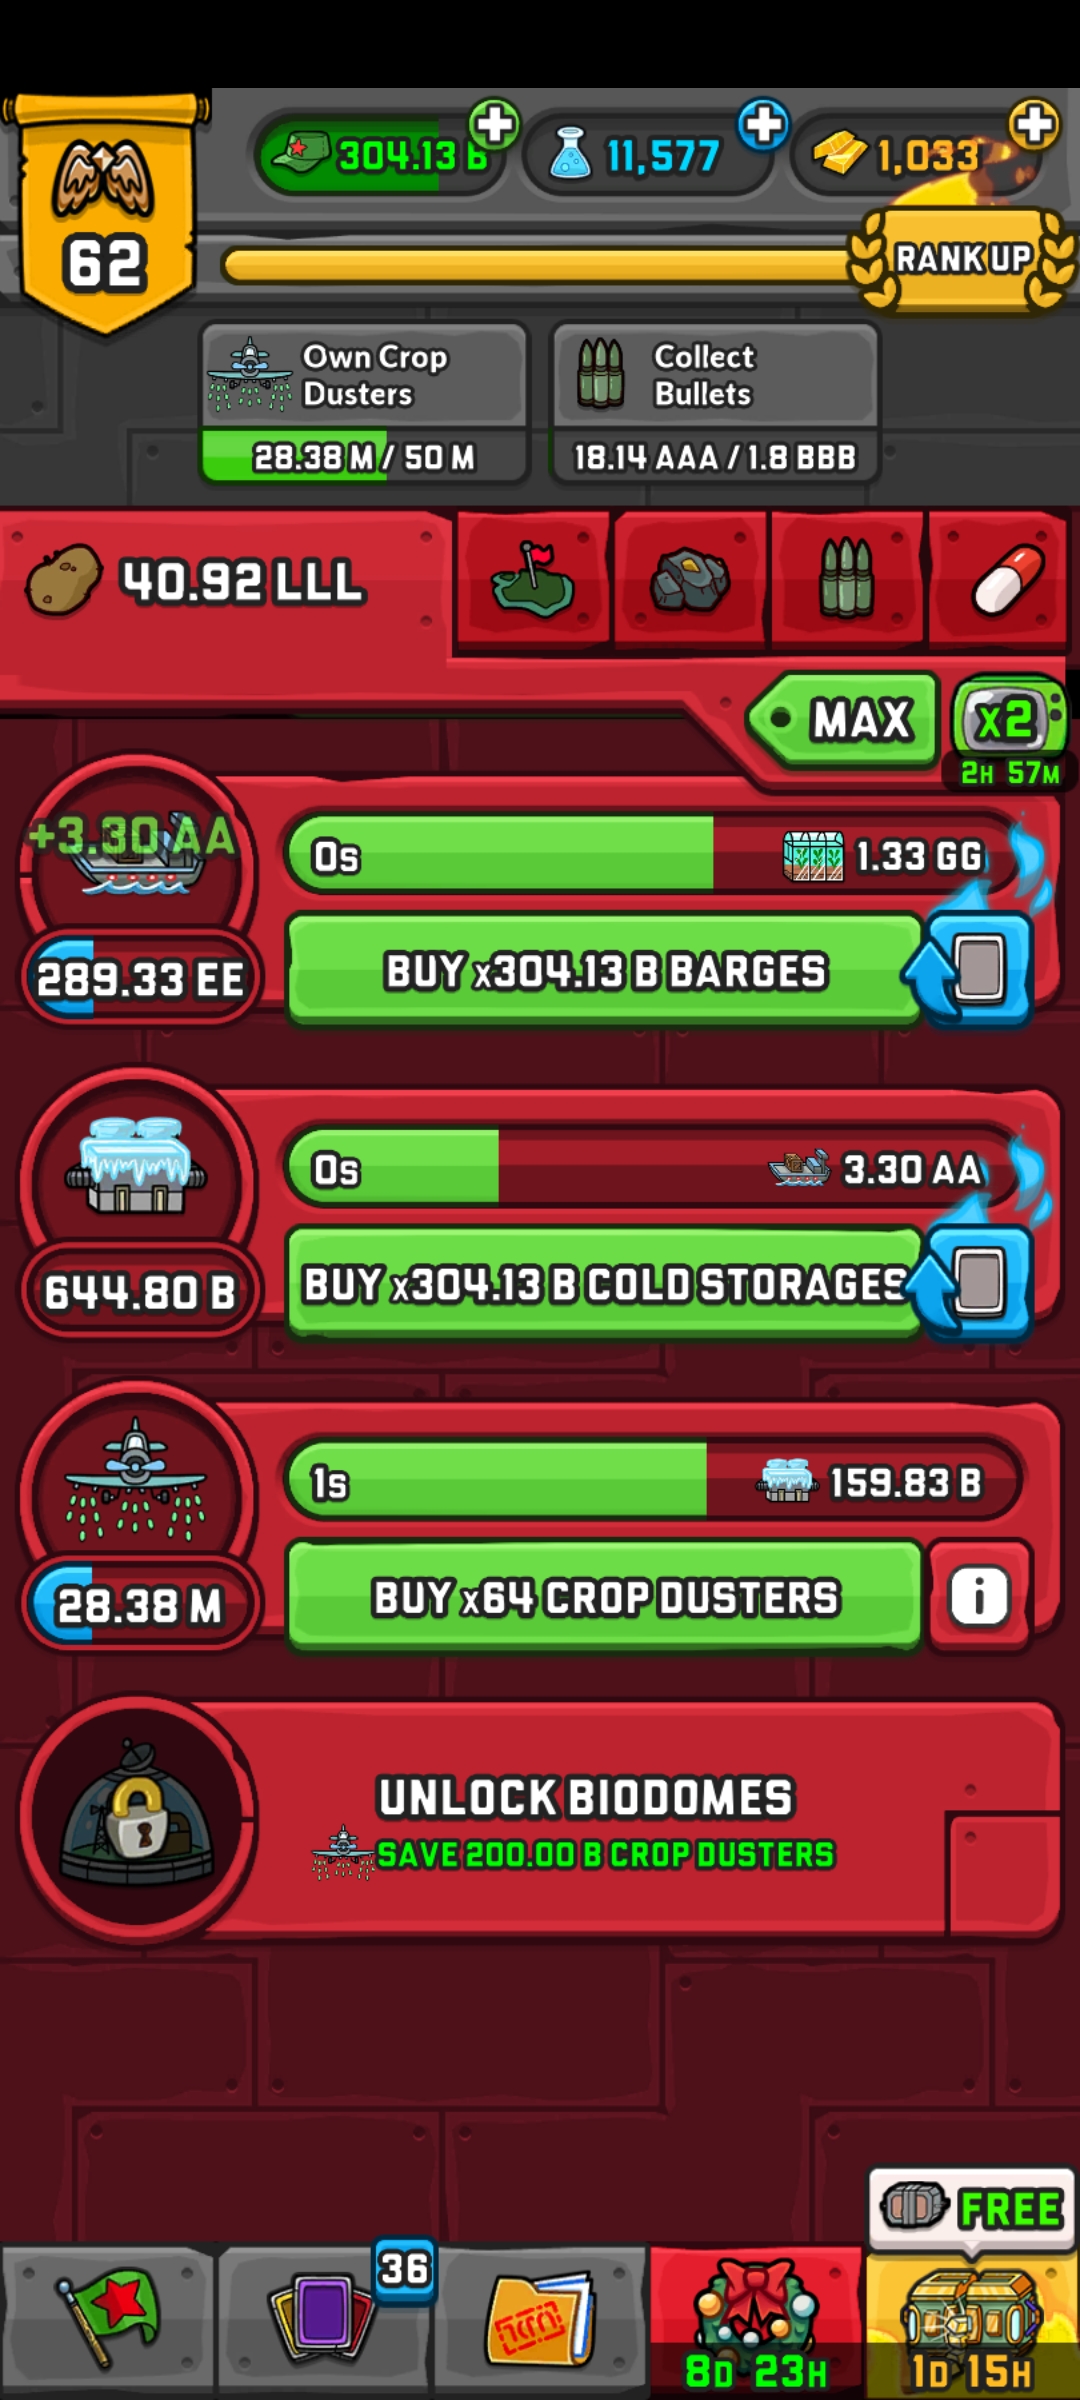 304.13 B
11,577
1,033
62
RANK UP
Own Crop
Dusters
28.38 M / 50 M
Collect
Bullets
18.14 AAA / 1.8 BBB
40.92 LLL
MAX
x2
2H 57M
+3.30 AA
0s
1.33 GG
289.33 EE
BUY x304.13 B BARGES
0s
3.30 AA
644.80 B
BUY x304.13 B COLD STORAGES
1s
159.83 B
28.38 M
BUY x64 CROP DUSTERS
i
UNLOCK BIODOMES
SAVE 200.00 B CROP DUSTERS
FREE
36
8D 23H
1D 15H